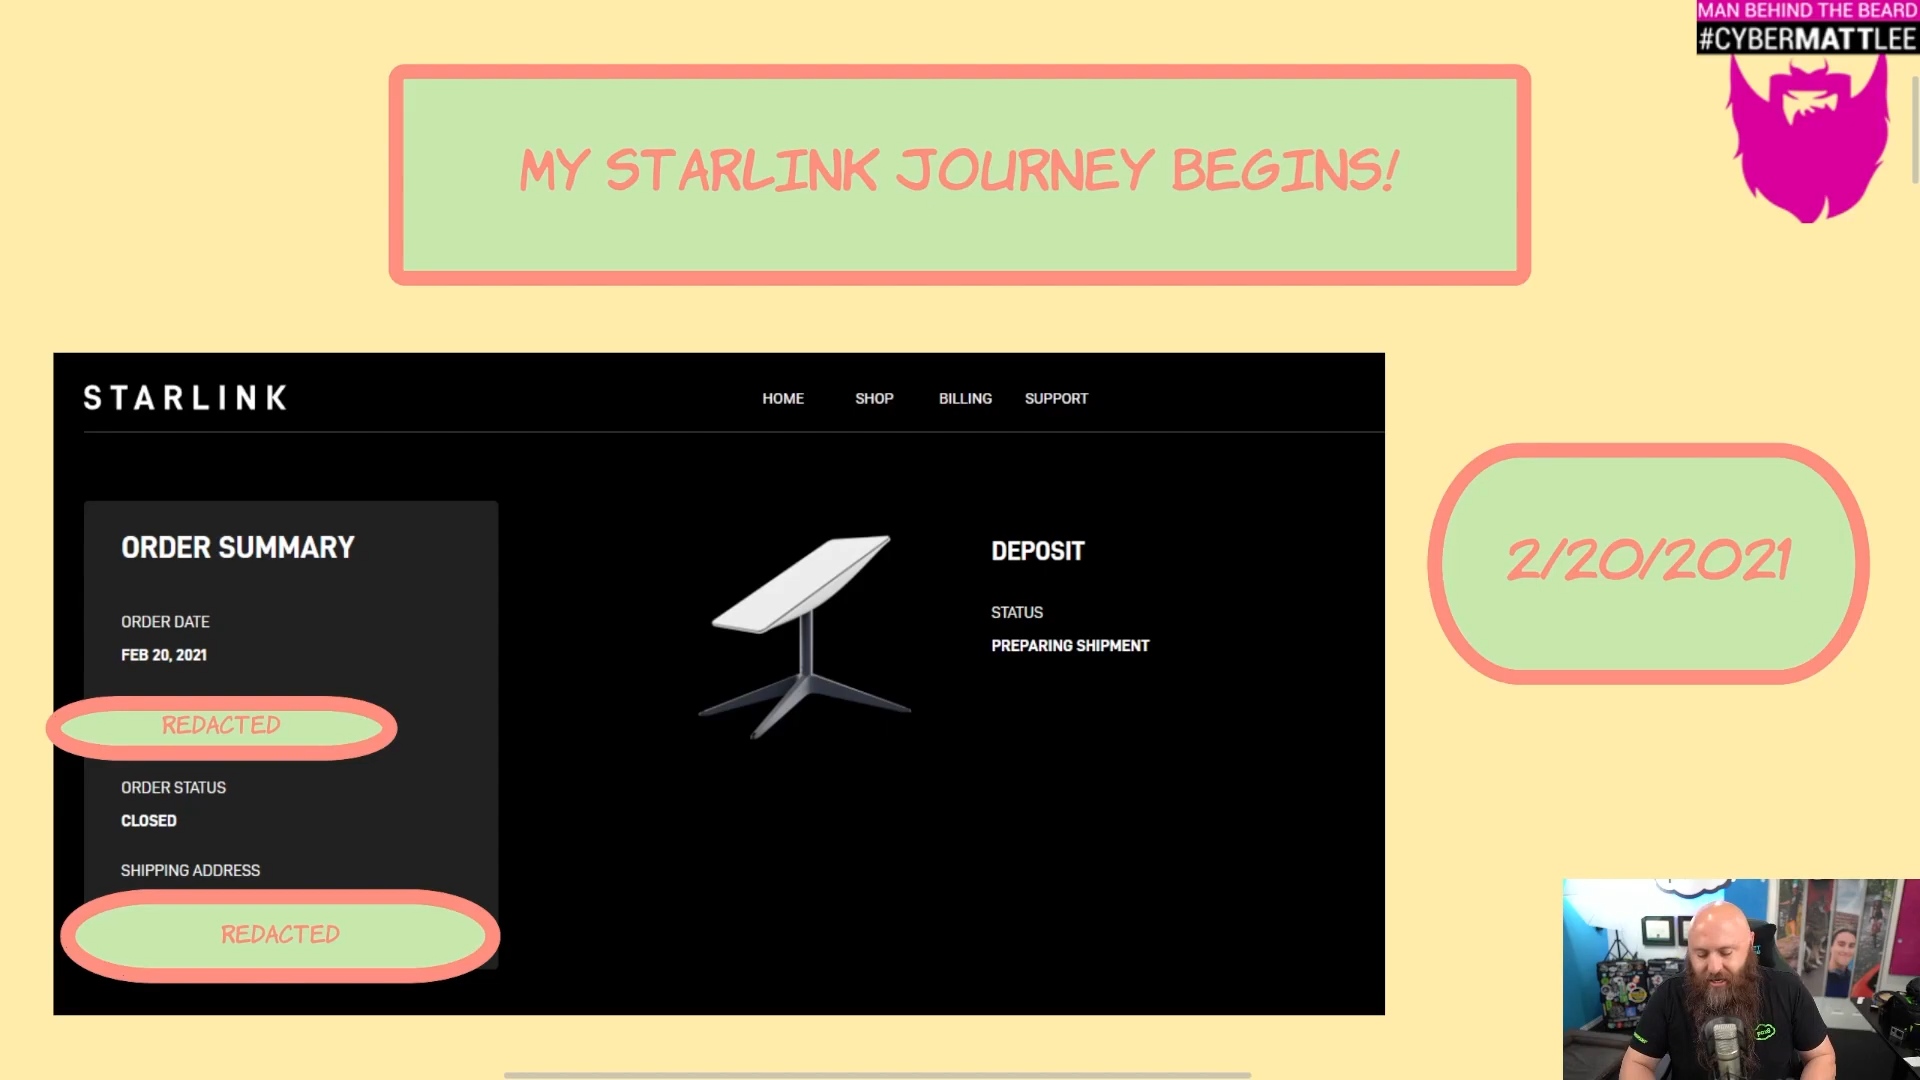 MAN BEHIND THE BEARD
#CYBERMATTLEE
MY STARLINK JOURNEY BEGINS!
STARLINK
HOME SHOP BILLING SUPPORT
ORDER SUMMARY
ORDER DATE
FEB 20, 2021
REDACTED
ORDER STATUS
CLOSED
SHIPPING ADDRESS
REDACTED
DEPOSIT
STATUS
PREPARING SHIPMENT
2/20/2021